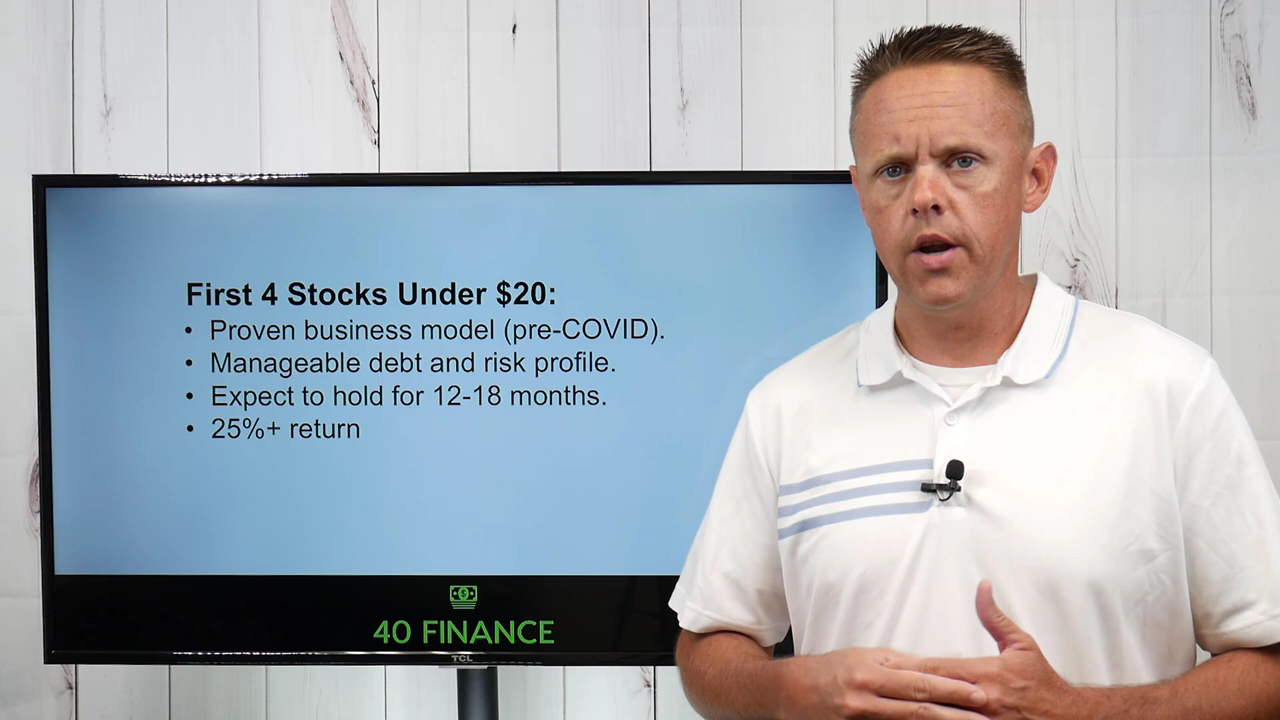 First 4 Stocks Under $20:
• Proven business model (pre-COVID).
• Manageable debt and risk profile.
• Expect to hold for 12-18 months.
• 25%+ return
40 FINANCE
TCL